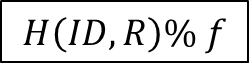 H(ID, R)% f